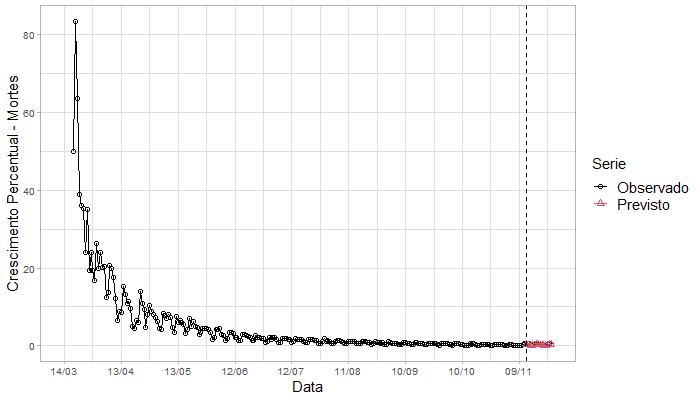 Crescimento Percentual - Mortes
80
60
40
20
0
14/03 13/04 13/05 12/06 12/07 11/08 10/09 10/10 09/11
Data
Serie
Observado
Previsto